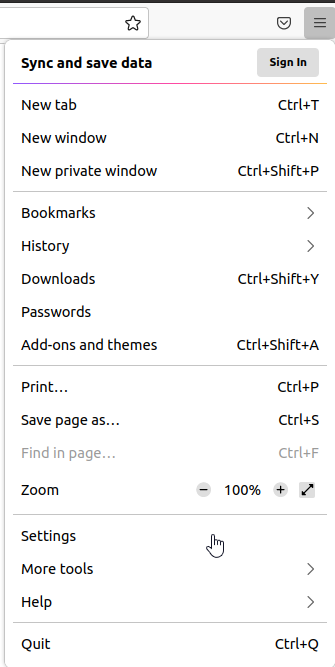 Sync and save data Sign In
New tab Ctrl+T
New window Ctrl+N
New private window Ctrl+Shift+P
Bookmarks
History
Downloads Ctrl+Shift+Y
Passwords
Add-ons and themes Ctrl+Shift+A
Print… Ctrl+P
Save page as… Ctrl+S
Find in page… Ctrl+F
Zoom − 100% +
Settings
More tools
Help
Quit Ctrl+Q